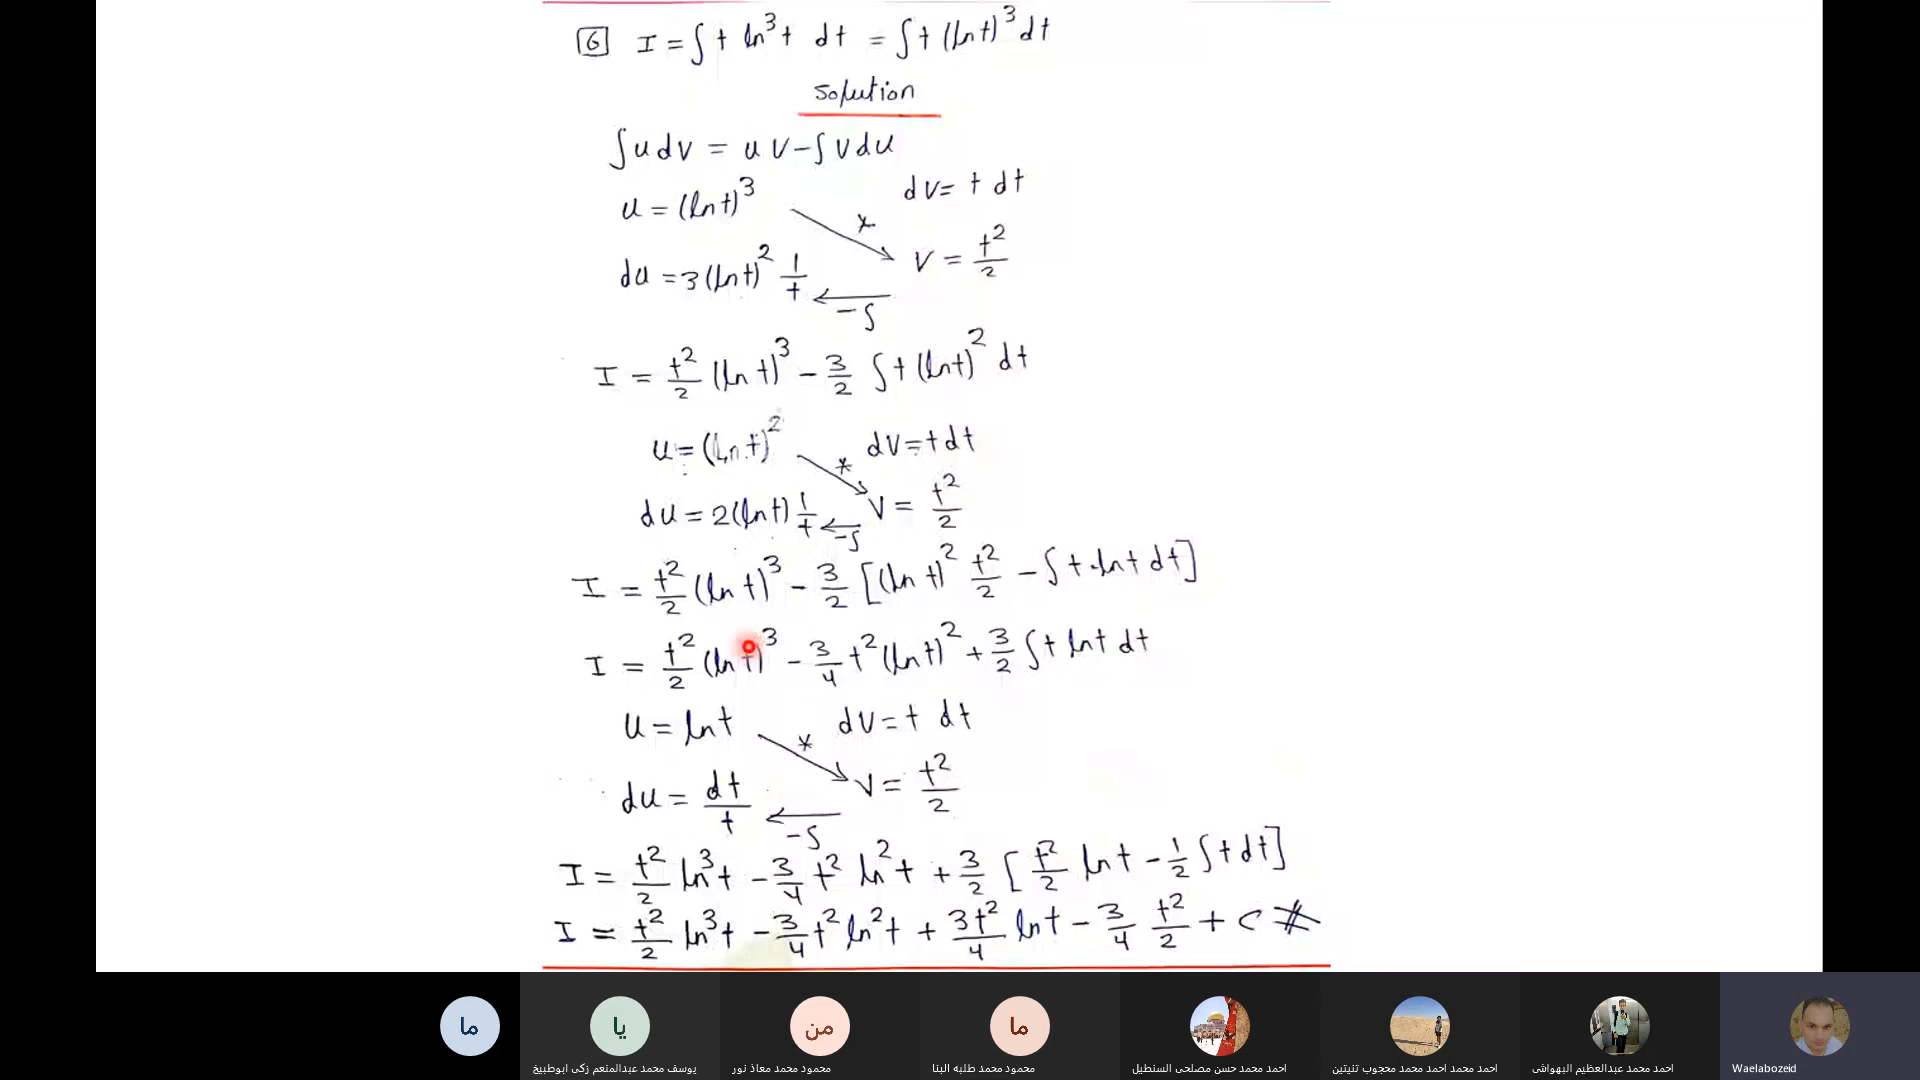 6 I = ∫ t ln³t dt = ∫ t (ln t)³ dt
solution
∫ u dv = u v - ∫ v du
u = (ln t)³ dv = t dt
*
du = 3 (ln t)² 1/t v = t²/2
-∫
I = t²/2 (ln t)³ - 3/2 ∫ t (ln t)² dt
u = (ln t)² * dv = t dt
du = 2 (ln t) 1/t v = t²/2
-∫
I = t²/2 (ln t)³ - 3/2 [(ln t)² t²/2 - ∫ t · ln t dt]
I = t²/2 (ln t)³ - 3/4 t² (ln t)² + 3/2 ∫ t ln t dt
u = ln t * dv = t dt
du = dt/t v = t²/2
-∫
I = t²/2 ln³t - 3/4 t² ln²t + 3/2 [t²/2 ln t - 1/2 ∫ t dt]
I = t²/2 ln³t - 3/4 t² ln²t + 3t²/4 ln t - 3/4 t²/2 + c #
ما يا من ما
يوسف محمد عبدالمنعم زكى ابوطبيخ محمود محمد معاذ نور محمود محمد طلبه البنا احمد محمد حسن مصلحى السنطيل احمد محمد احمد محمد محجوب تنيتين احمد محمد عبدالعظيم البهواشى Waelabozeid